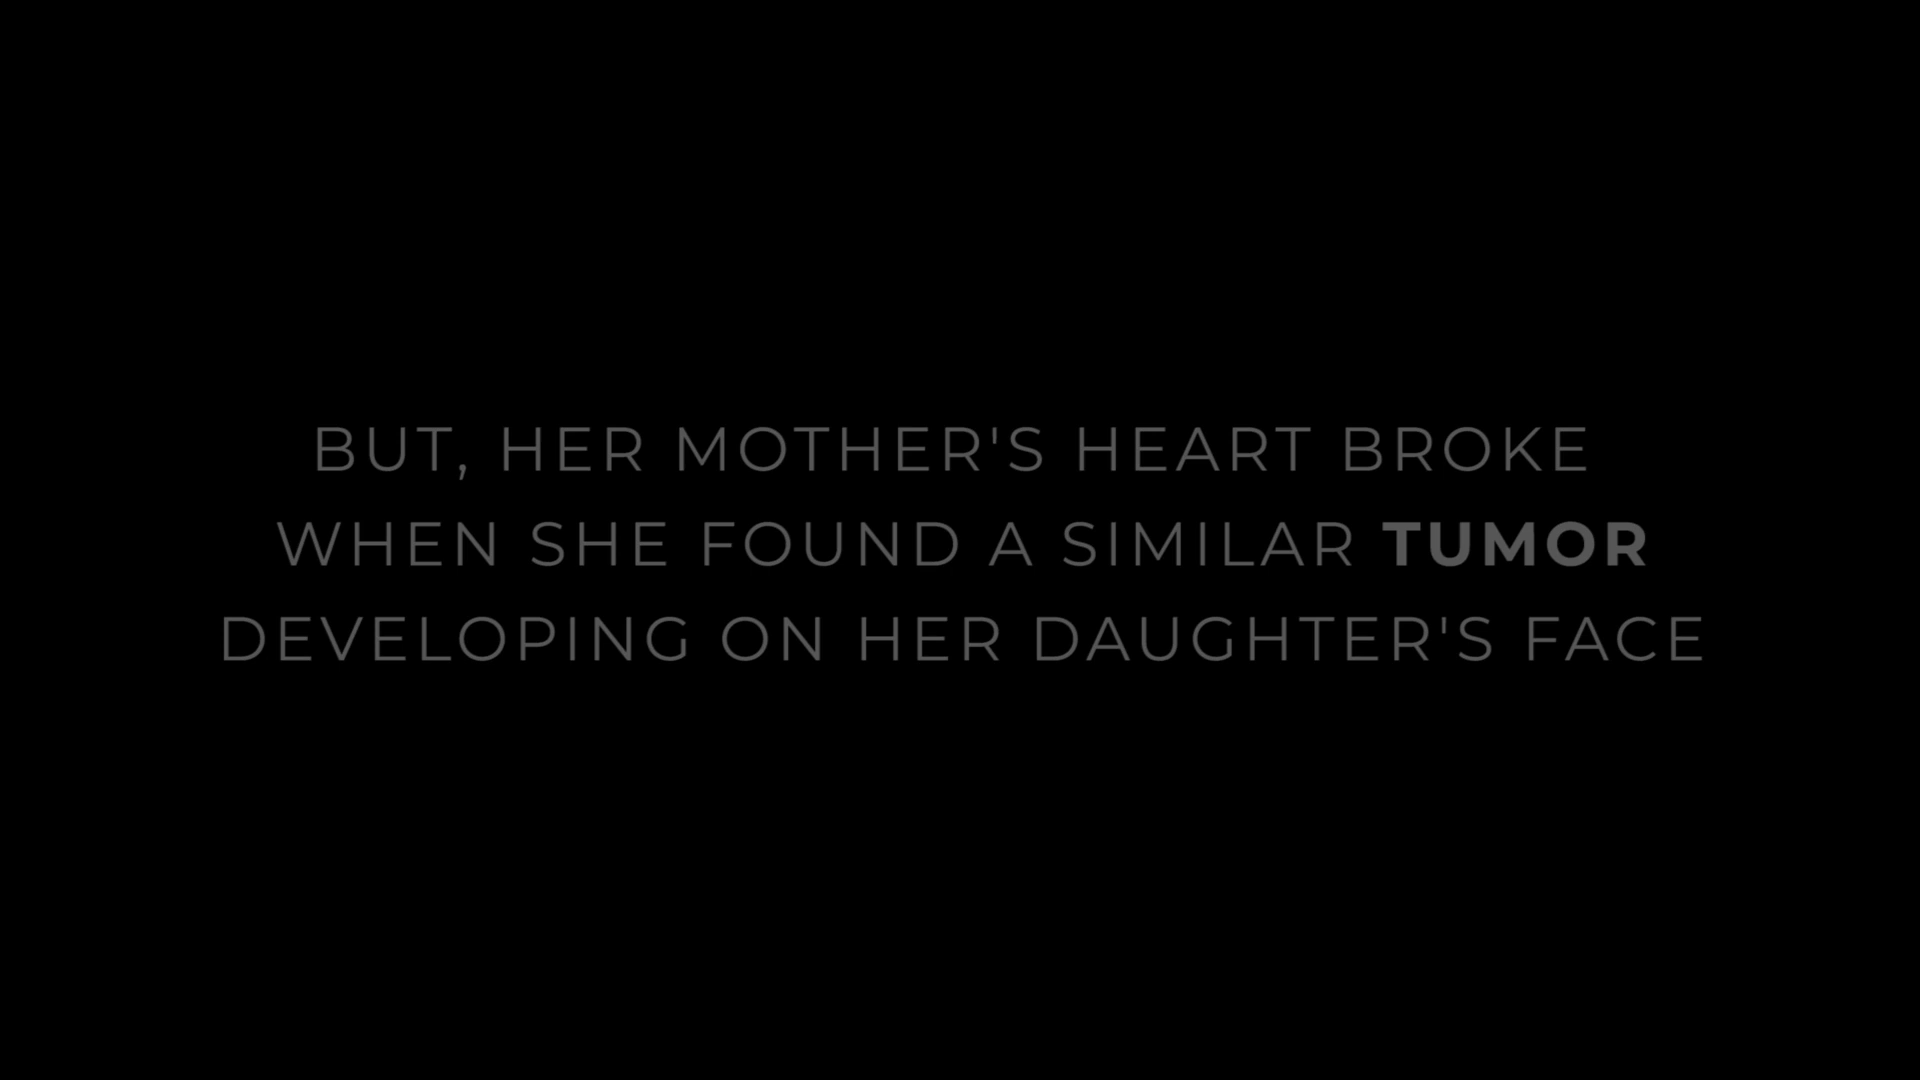 BUT, HER MOTHER'S HEART BROKE
WHEN SHE FOUND A SIMILAR TUMOR
DEVELOPING ON HER DAUGHTER'S FACE